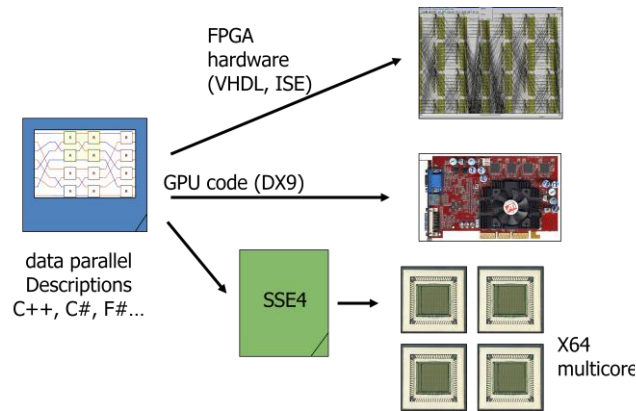 FPGA
hardware
(VHDL, ISE)
GPU code (DX9)
data parallel
Descriptions
C++, C#, F#…
SSE4
X64
multicore